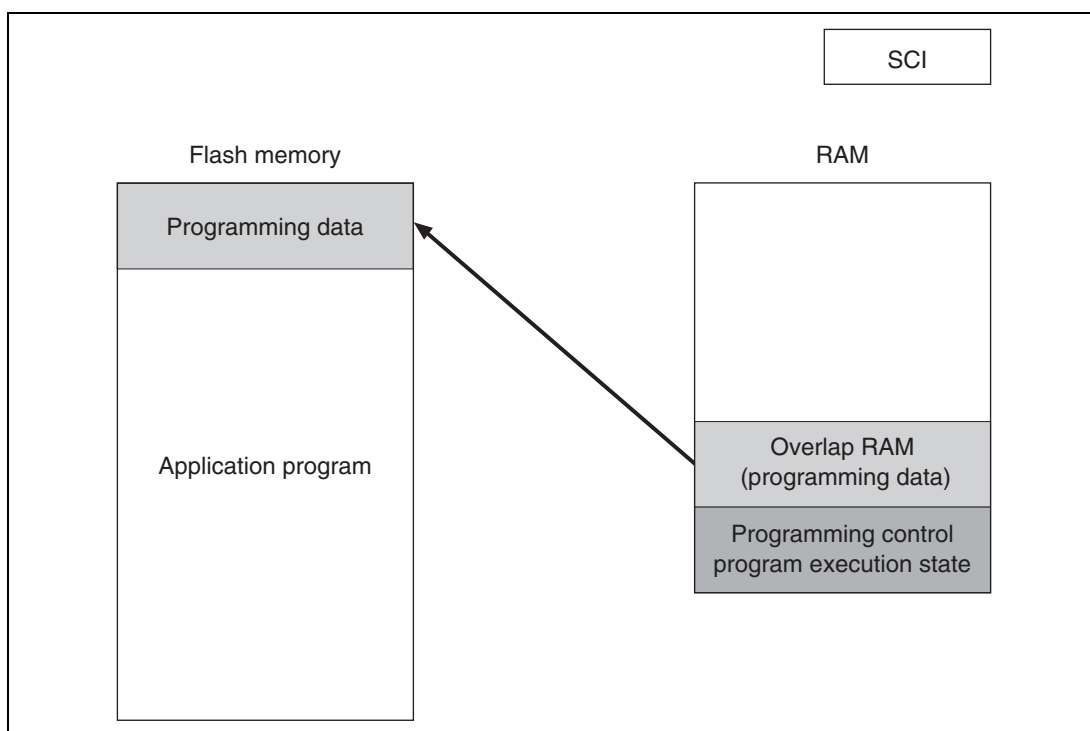 SCI
Flash memory
RAM
Programming data
Application program
Overlap RAM
(programming data)
Programming control
program execution state